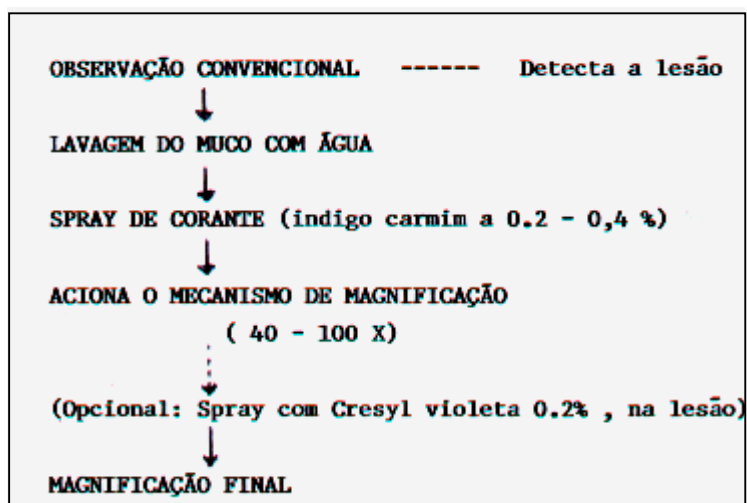 OBSERVAÇÃO CONVENCIONAL ------ Detecta a lesão
LAVAGEM DO MUCO COM ÁGUA
SPRAY DE CORANTE (indigo carmim a 0.2 - 0,4 %)
ACIONA O MECANISMO DE MAGNIFICAÇÃO
( 40 - 100 X)
(Opcional: Spray com Cresyl violeta 0.2% , na lesão)
MAGNIFICAÇÃO FINAL